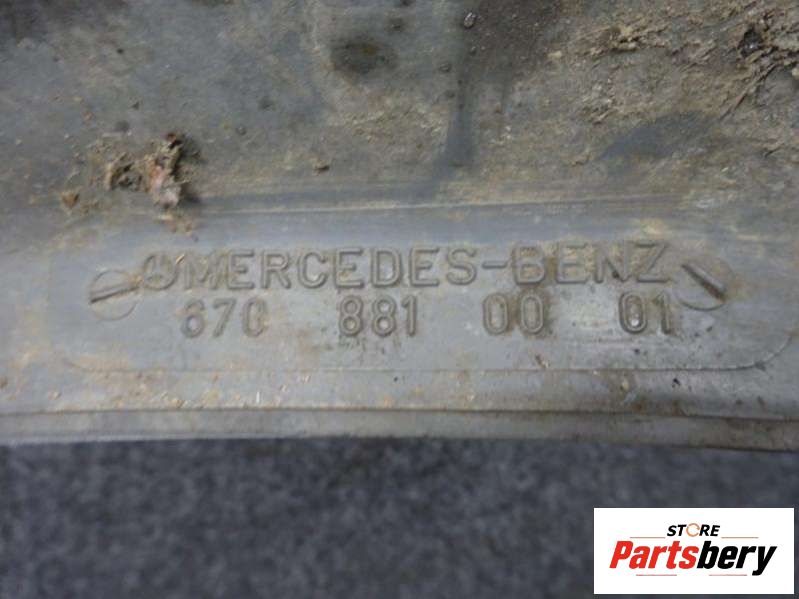 MERCEDES-BENZ
670 881 00 01
STORE
Partsbery